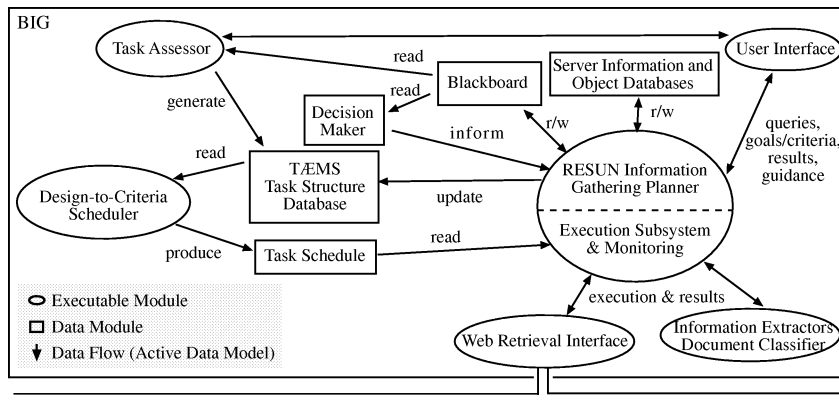 BIG
Task Assessor
User Interface
read
Blackboard
Server Information and
Object Databases
generate
read
Decision
Maker
r/w
r/w
inform
queries,
goals/criteria,
results,
guidance
read
TÆMS
Task Structure
Database
RESUN Information
Gathering Planner
update
Design-to-Criteria
Scheduler
Execution Subsystem
& Monitoring
produce
Task Schedule
read
execution & results
Executable Module
Data Module
Data Flow (Active Data Model)
Web Retrieval Interface
Information Extractors
Document Classifier